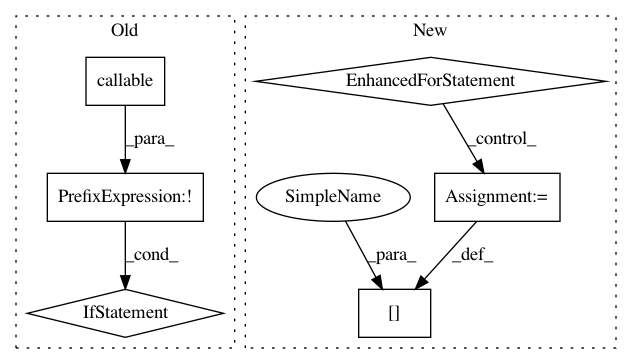 Old
New
callable
EnhancedForStatement
_para_
_control_
PrefixExpression:!
SimpleName
Assignment:=
_cond_
_para_
_def_
IfStatement
[]